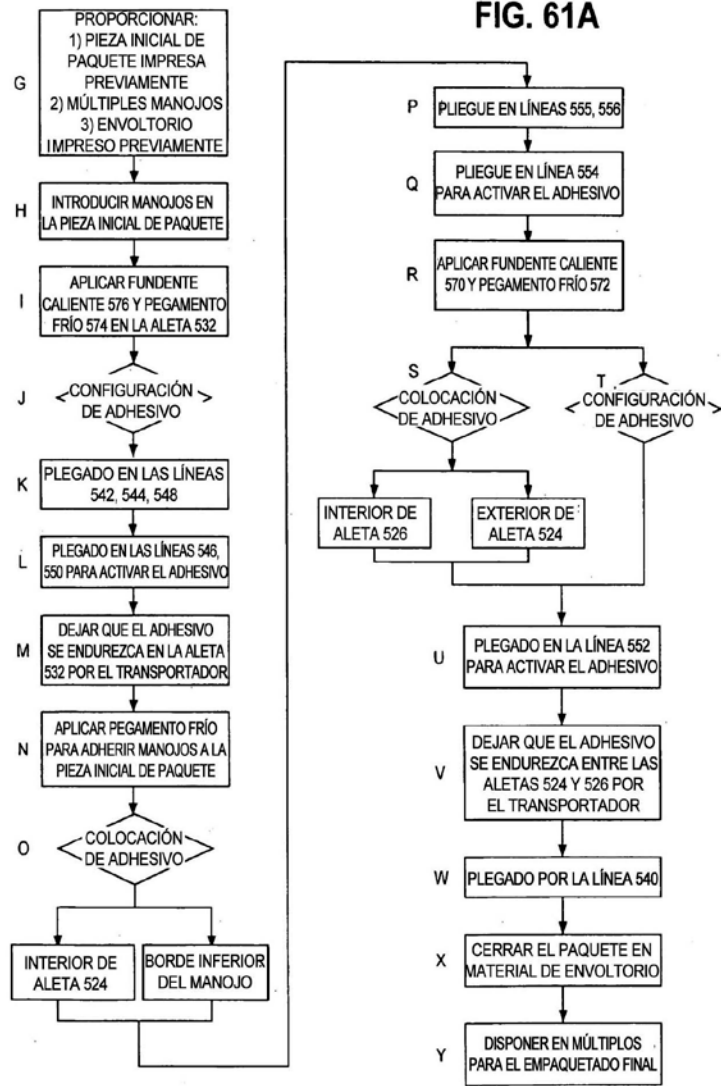 FIG. 61A
G
PROPORCIONAR:
1) PIEZA INICIAL DE
PAQUETE IMPRESA
PREVIAMENTE
2) MÚLTIPLES MANOJOS
3) ENVOLTORIO
IMPRESO PREVIAMENTE
H
INTRODUCIR MANOJOS EN
LA PIEZA INICIAL DE PAQUETE
I
APLICAR FUNDENTE
CALIENTE 576 Y PEGAMENTO
FRÍO 574 EN LA ALETA 532
J
CONFIGURACIÓN
DE ADHESIVO
K
PLEGADO EN LAS LÍNEAS
542, 544, 548
L
PLEGADO EN LAS LÍNEAS 546,
550 PARA ACTIVAR EL ADHESIVO
M
DEJAR QUE EL ADHESIVO
SE ENDUREZCA EN LA ALETA
532 POR EL TRANSPORTADOR
N
APLICAR PEGAMENTO FRÍO
PARA ADHERIR MANOJOS A LA
PIEZA INICIAL DE PAQUETE
O
COLOCACIÓN
DE ADHESIVO
INTERIOR DE
ALETA 524
BORDE INFERIOR
DEL MANOJO
P
PLIEGUE EN LÍNEAS 555, 556
Q
PLIEGUE EN LÍNEA 554
PARA ACTIVAR EL ADHESIVO
R
APLICAR FUNDENTE CALIENTE
570 Y PEGAMENTO FRÍO 572
S
COLOCACIÓN
DE ADHESIVO
T.
CONFIGURACIÓN
DE ADHESIVO
INTERIOR DE
ALETA 526
EXTERIOR DE
ALETA 524
U
PLEGADO EN LA LÍNEA 552
PARA ACTIVAR EL ADHESIVO
V
DEJAR QUE EL ADHESIVO
SE ENDUREZCA ENTRE LAS
ALETAS 524 Y 526 POR
EL TRANSPORTADOR
W
PLEGADO POR LA LÍNEA 540
X
CERRAR EL PAQUETE EN
MATERIAL DE ENVOLTORIO
Y
DISPONER EN MÚLTIPLOS
PARA EL EMPAQUETADO FINAL